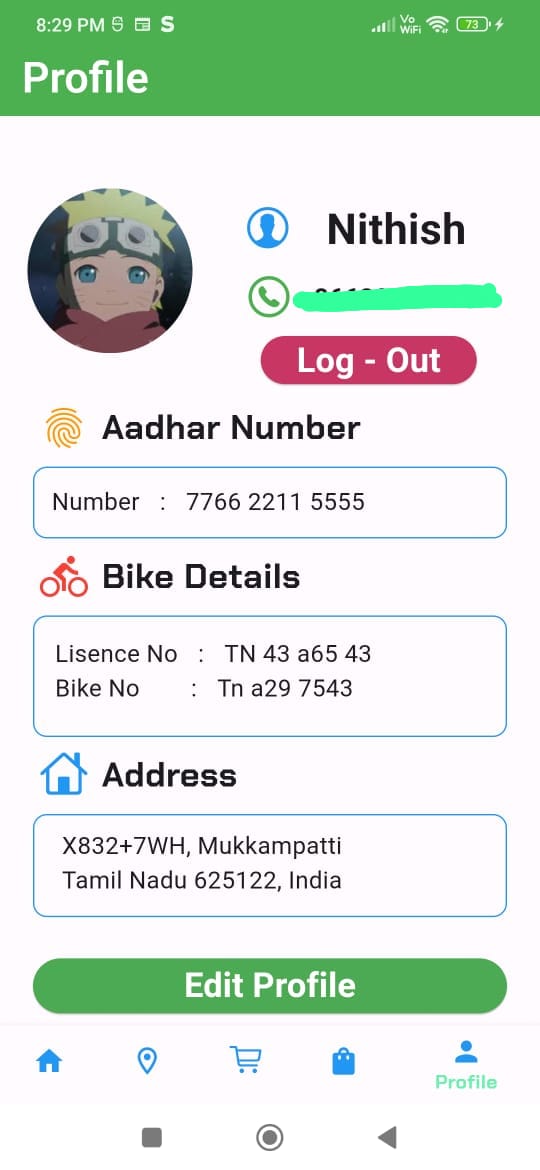 8:29 PM S
Vo
WiFi
73
Profile
Nithish
Log - Out
Aadhar Number
Number : 7766 2211 5555
Bike Details
Lisence No : TN 43 a65 43
Bike No : Tn a29 7543
Address
X832+7WH, Mukkampatti
Tamil Nadu 625122, India
Edit Profile
Profile